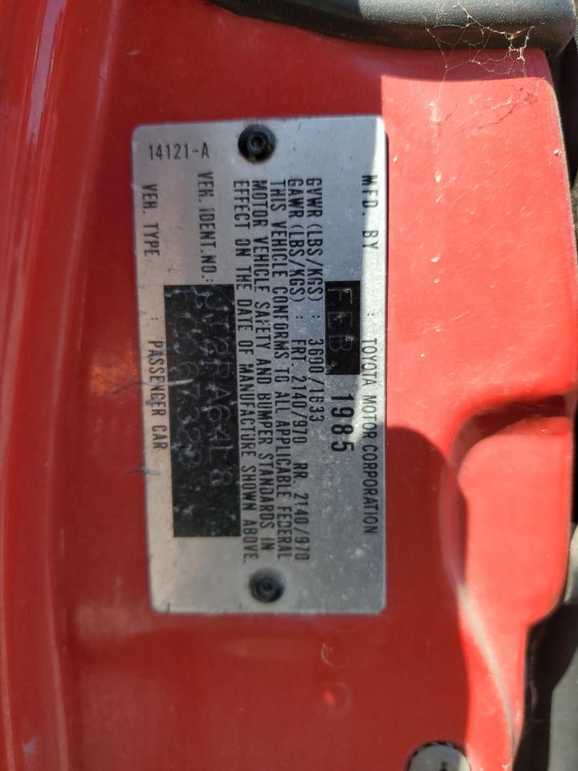 MFD. BY : TOYOTA MOTOR CORPORATION
FEB. 1985
GVWR (LBS/KGS) : 3600/1633
GAWR (LBS/KGS) : FRT. 2140/970 RR. 2140/970
THIS VEHICLE CONFORMS TO ALL APPLICABLE FEDERAL
MOTOR VEHICLE SAFETY AND BUMPER STANDARDS IN
EFFECT ON THE DATE OF MANUFACTURE SHOWN ABOVE.
VEH. IDENT. NO. :
VEH. TYPE : PASSENGER CAR
14121-A